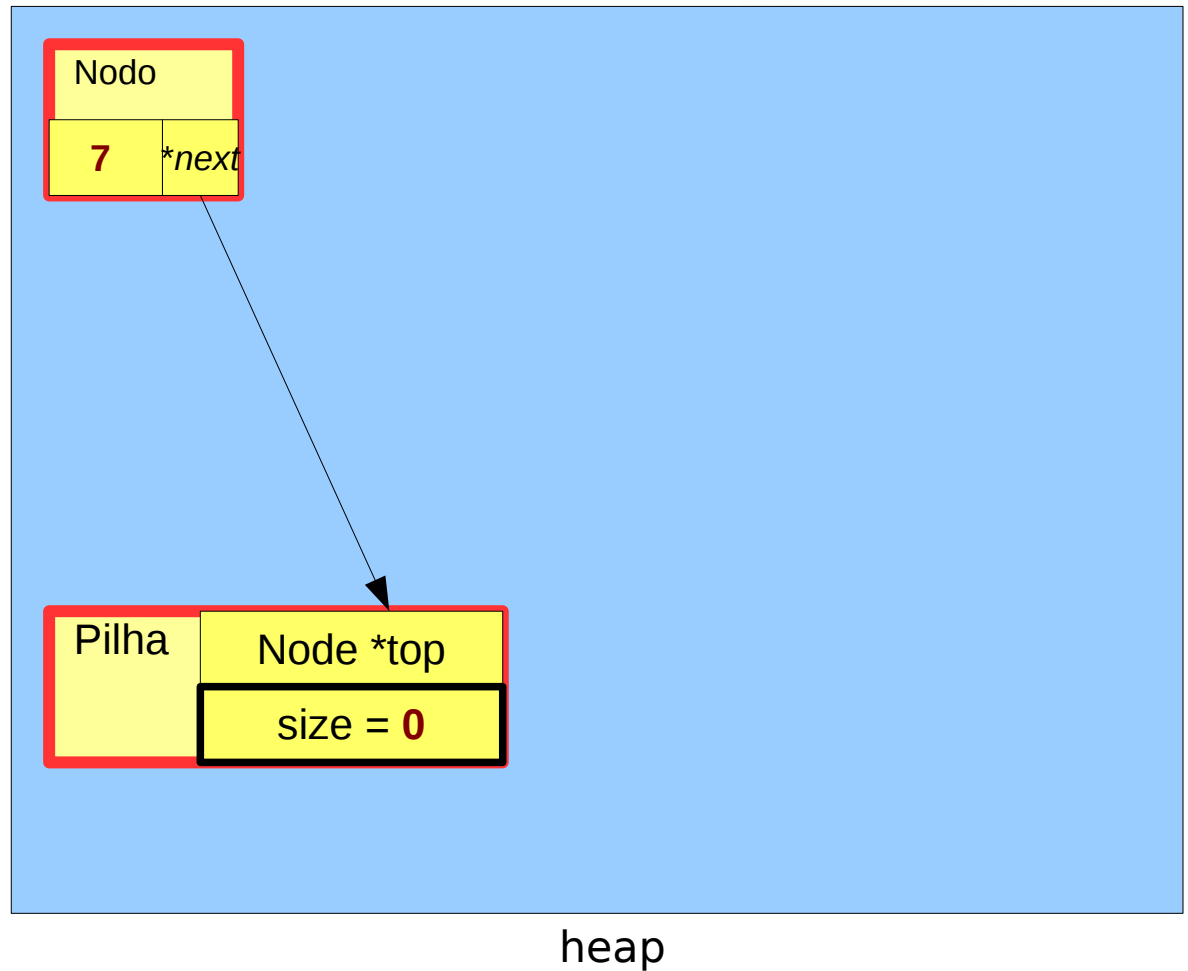 Nodo
7 *next
Pilha
Node *top
size = 0
heap